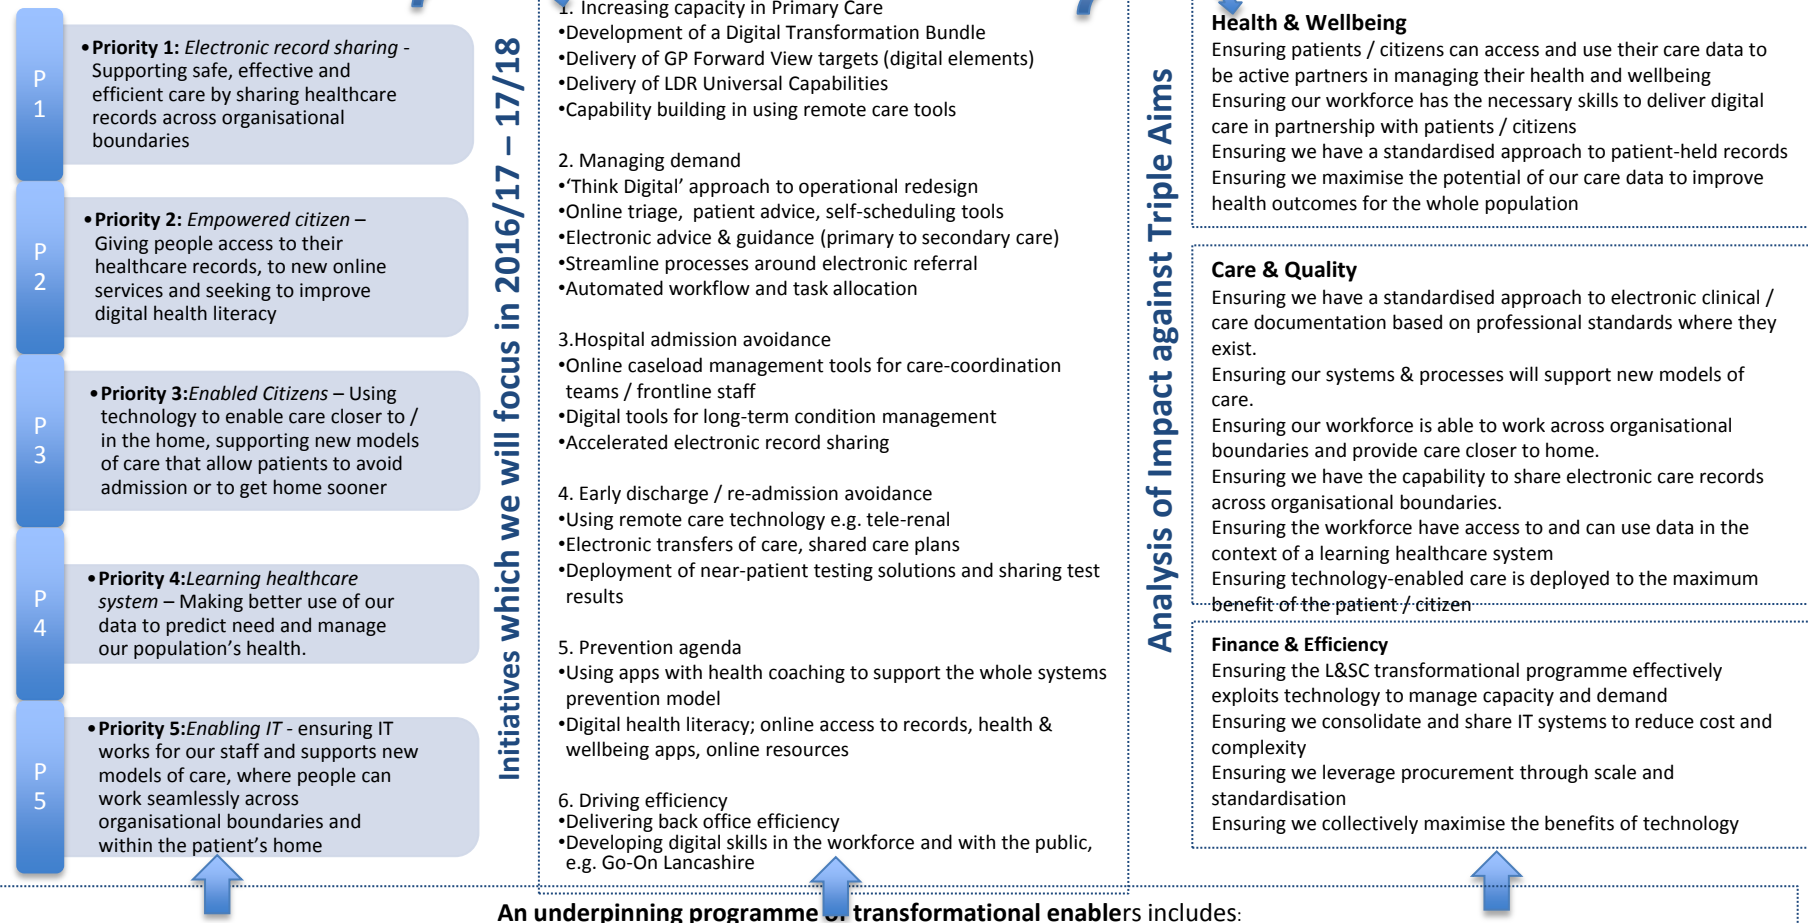 P
1
•Priority 1: Electronic record sharing -
Supporting safe, effective and
efficient care by sharing healthcare
records across organisational
boundaries
P
2
•Priority 2: Empowered citizen –
Giving people access to their
healthcare records, to new online
services and seeking to improve
digital health literacy
P
3
•Priority 3:Enabled Citizens – Using
technology to enable care closer to /
in the home, supporting new models
of care that allow patients to avoid
admission or to get home sooner
P
4
•Priority 4:Learning healthcare
system – Making better use of our
data to predict need and manage
our population’s health.
P
5
•Priority 5:Enabling IT - ensuring IT
works for our staff and supports new
models of care, where people can
work seamlessly across
organisational boundaries and
within the patient’s home
Initiatives which we will focus in 2016/17 – 17/18
1. Increasing capacity in Primary Care
•Development of a Digital Transformation Bundle
•Delivery of GP Forward View targets (digital elements)
•Delivery of LDR Universal Capabilities
•Capability building in using remote care tools
2. Managing demand
•‘Think Digital’ approach to operational redesign
•Online triage, patient advice, self-scheduling tools
•Electronic advice & guidance (primary to secondary care)
•Streamline processes around electronic referral
•Automated workflow and task allocation
3.Hospital admission avoidance
•Online caseload management tools for care-coordination
teams / frontline staff
•Digital tools for long-term condition management
•Accelerated electronic record sharing
4. Early discharge / re-admission avoidance
•Using remote care technology e.g. tele-renal
•Electronic transfers of care, shared care plans
•Deployment of near-patient testing solutions and sharing test
results
5. Prevention agenda
•Using apps with health coaching to support the whole systems
prevention model
•Digital health literacy; online access to records, health &
wellbeing apps, online resources
6. Driving efficiency
•Delivering back office efficiency
•Developing digital skills in the workforce and with the public,
e.g. Go-On Lancashire
Analysis of Impact against Triple Aims
Health & Wellbeing
Ensuring patients / citizens can access and use their care data to
be active partners in managing their health and wellbeing
Ensuring our workforce has the necessary skills to deliver digital
care in partnership with patients / citizens
Ensuring we have a standardised approach to patient-held records
Ensuring we maximise the potential of our care data to improve
health outcomes for the whole population
Care & Quality
Ensuring we have a standardised approach to electronic clinical /
care documentation based on professional standards where they
exist.
Ensuring our systems & processes will support new models of
care.
Ensuring our workforce is able to work across organisational
boundaries and provide care closer to home.
Ensuring we have the capability to share electronic care records
across organisational boundaries.
Ensuring the workforce have access to and can use data in the
context of a learning healthcare system
Ensuring technology-enabled care is deployed to the maximum
benefit of the patient / citizen
Finance & Efficiency
Ensuring the L&SC transformational programme effectively
exploits technology to manage capacity and demand
Ensuring we consolidate and share IT systems to reduce cost and
complexity
Ensuring we leverage procurement through scale and
standardisation
Ensuring we collectively maximise the benefits of technology
An underpinning programme of transformational enablers includes: